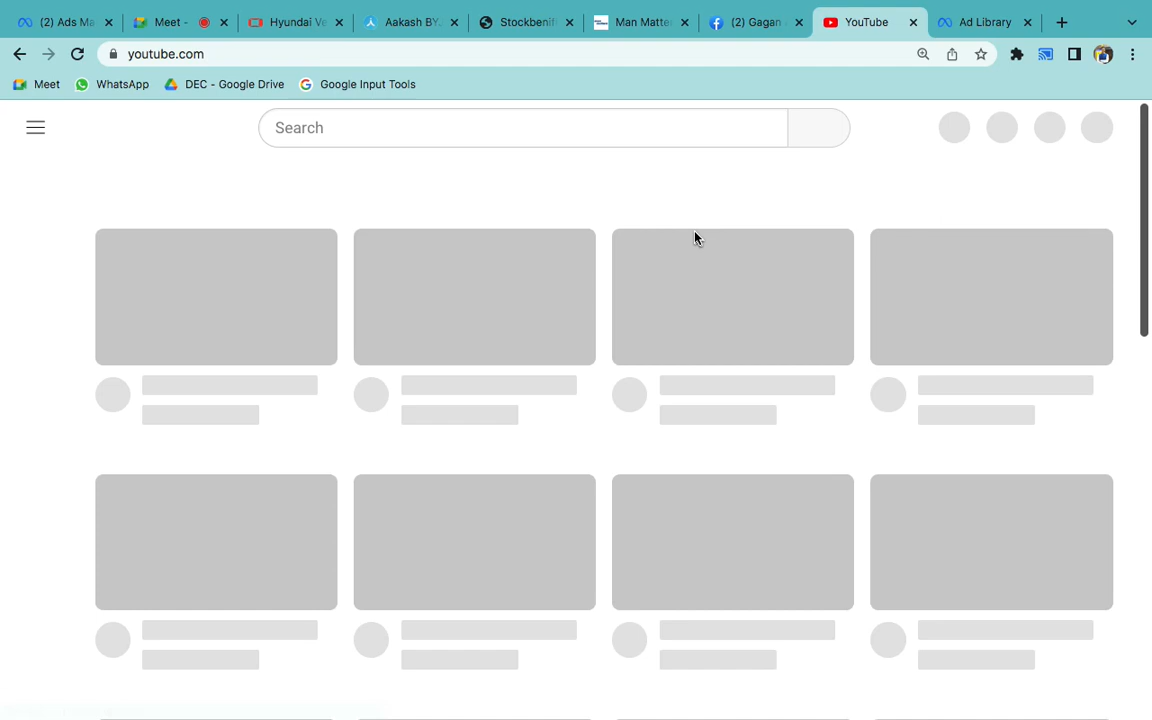 (2) Ads Ma
Meet -
Hyundai Ve
Aakash BY.
Stockbenif
Man Matte
(2) Gagan
YouTube
Ad Library
youtube.com
Meet
WhatsApp
DEC - Google Drive
Google Input Tools
Search